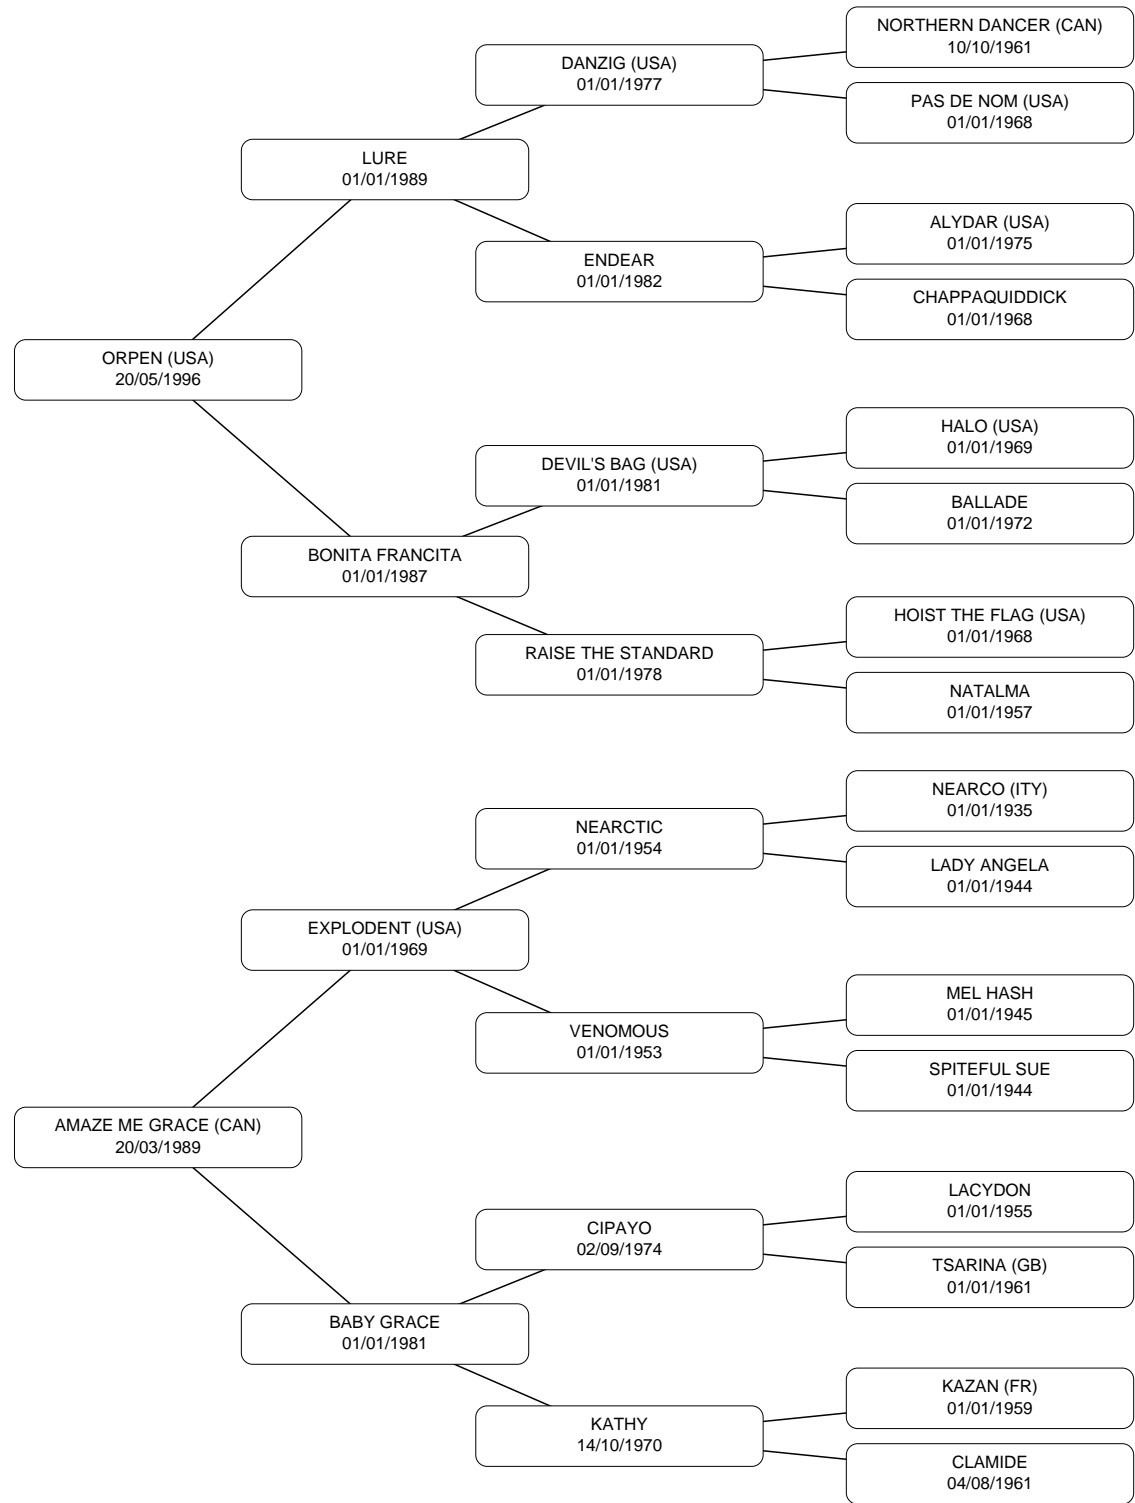 NORTHERN DANCER (CAN)
10/10/1961
DANZIG (USA)
01/01/1977
PAS DE NOM (USA)
01/01/1968
LURE
01/01/1989
ALYDAR (USA)
01/01/1975
ENDEAR
01/01/1982
CHAPPAQUIDDICK
01/01/1968
ORPEN (USA)
20/05/1996
HALO (USA)
01/01/1969
DEVIL'S BAG (USA)
01/01/1981
BALLADE
01/01/1972
BONITA FRANCITA
01/01/1987
HOIST THE FLAG (USA)
01/01/1968
RAISE THE STANDARD
01/01/1978
NATALMA
01/01/1957
NEARCO (ITY)
01/01/1935
NEARCTIC
01/01/1954
LADY ANGELA
01/01/1944
EXPLODENT (USA)
01/01/1969
MEL HASH
01/01/1945
VENOMOUS
01/01/1953
SPITEFUL SUE
01/01/1944
AMAZE ME GRACE (CAN)
20/03/1989
LACYDON
01/01/1955
CIPAYO
02/09/1974
TSARINA (GB)
01/01/1961
BABY GRACE
01/01/1981
KAZAN (FR)
01/01/1959
KATHY
14/10/1970
CLAMIDE
04/08/1961